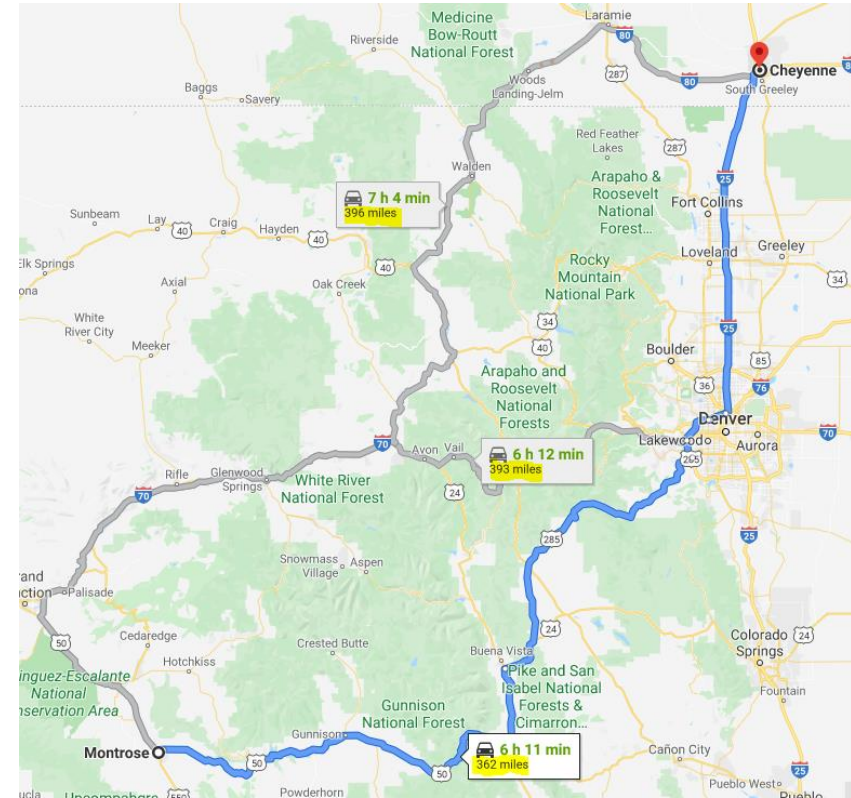 Medicine
Bow-Routt
National Forest
Laramie
Riverside
80
287
Cheyenne
80
South Greeley
Baggs
Savery
Woods
Landing-Jelm
80
Red Feather
Lakes
287
Walden
Arapaho &
Roosevelt
National
Forest...
25
7 h 4 min
396 miles
Fort Collins
Sunbeam
Lay
40
Craig
Hayden
40
Loveland
Greeley
Elk Springs
40
Rocky
Mountain
National Park
34
Axial
Oak Creek
White
River City
Meeker
34
25
40
Boulder
85
Arapaho and
Roosevelt
National
Forests
36
76
Denver
70
70
Avon
Vail
6 h 12 min
393 miles
Lakewood
Aurora
Rifle
Glenwood
Springs
White River
National Forest
24
70
285
25
Snowmass
Village
Aspen
Palisade
50
24
Cedaredge
Crested Butte
Buena Vista
Colorado
Springs
24
Hotchkiss
Pike and San
Isabel National
Forests &
Cimarron...
National
Fountain
Gunnison
National Forest
Montrose
Gunnison
50
50
6 h 11 min
362 miles
Cañon City
Powderhorn
Pueblo West
Pueblo
550